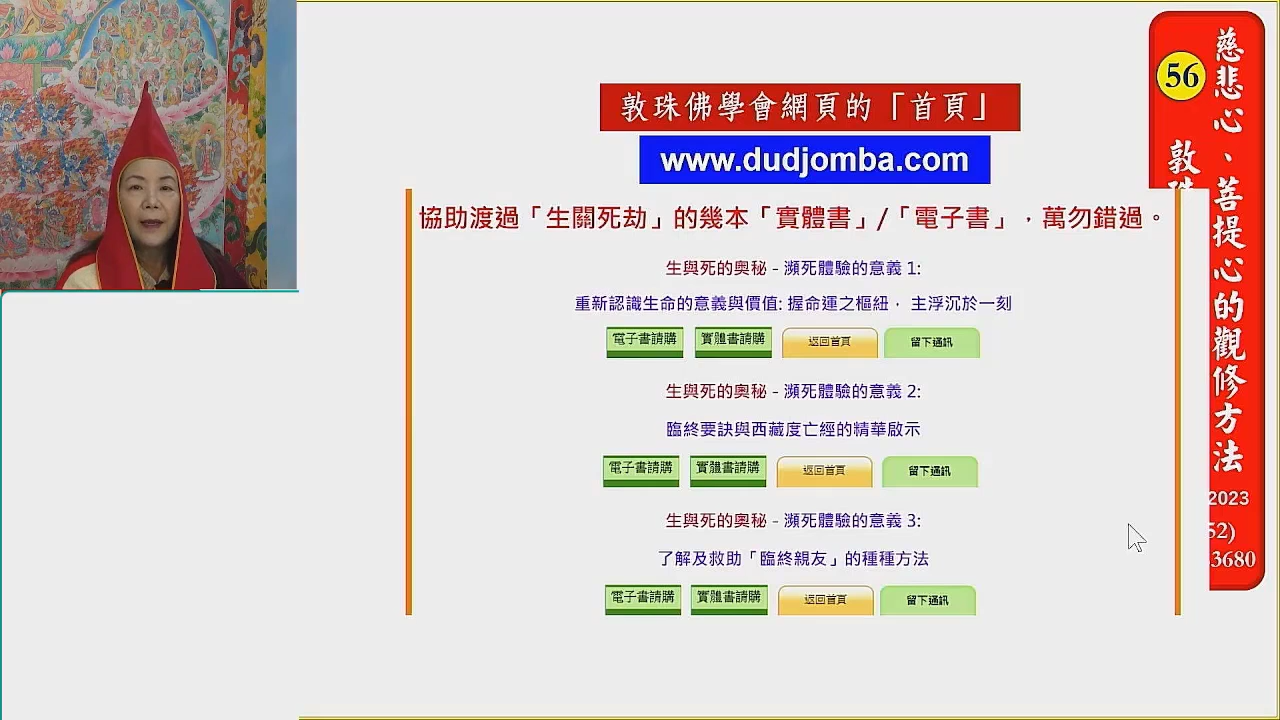 敦珠佛學會網頁的「首頁」
www.dudjomba.com
協助渡過「生關死劫」的幾本「實體書」/「電子書」，萬勿錯過。
生與死的奧秘 - 瀕死體驗的意義 1:
重新認識生命的意義與價值: 握命運之樞紐， 主浮沉於一刻
電子書請購 實體書請購 返回首頁 留下通訊
生與死的奧秘 - 瀕死體驗的意義 2:
臨終要訣與西藏度亡經的精華啟示
電子書請購 實體書請購 返回首頁 留下通訊
生與死的奧秘 - 瀕死體驗的意義 3:
了解及救助「臨終親友」的種種方法
電子書請購 實體書請購 返回首頁 留下通訊
慈悲心、菩提心的觀修方法
56
敦珠
2023
52)
3680